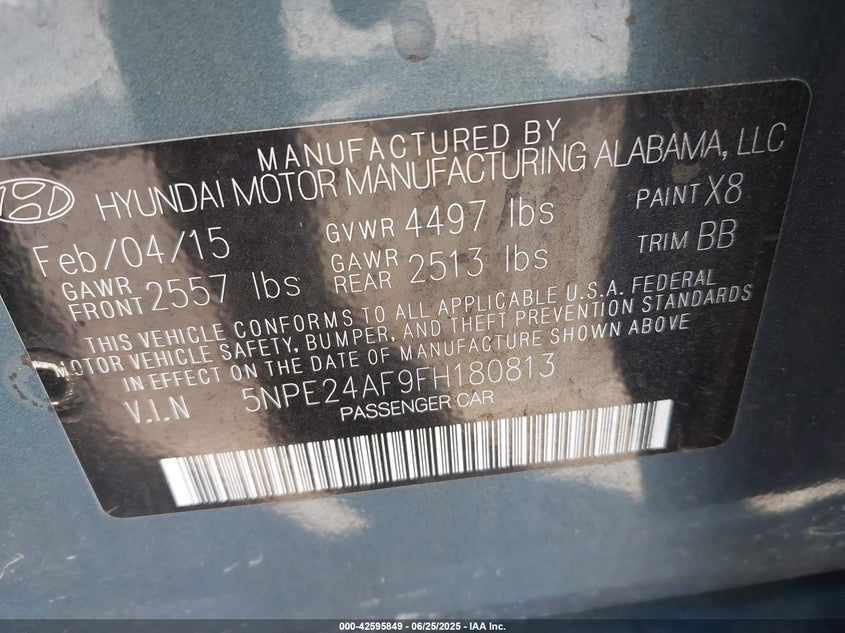 MANUFACTURED BY
HYUNDAI MOTOR MANUFACTURING ALABAMA, LLC
Feb/04/15 GVWR 4497 lbs PAINT X8
GAWR FRONT 2557 lbs GAWR REAR 2513 lbs TRIM BB
THIS VEHICLE CONFORMS TO ALL APPLICABLE U.S.A. FEDERAL
MOTOR VEHICLE SAFETY, BUMPER, AND THEFT PREVENTION STANDARDS
IN EFFECT ON THE DATE OF MANUFACTURE SHOWN ABOVE
V.I.N 5NPE24AF9FH180813
PASSENGER CAR
000-42595849 - 06/25/2025 - IAA Inc.